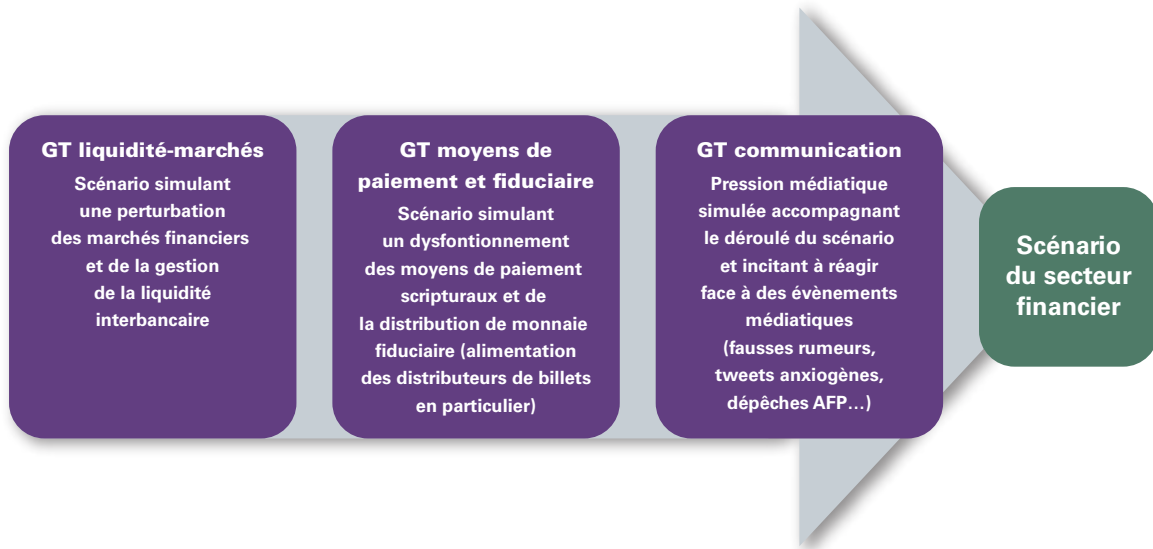 GT liquidité-marchés
Scénario simulant
une perturbation
des marchés financiers
et de la gestion
de la liquidité
interbancaire
GT moyens de
paiement et fiduciaire
Scénario simulant
un dysfontionnement
des moyens de paiement
scripturaux et de
la distribution de monnaie
fiduciaire (alimentation
des distributeurs de billets
en particulier)
GT communication
Pression médiatique
simulée accompagnant
le déroulé du scénario
et incitant à réagir
face à des évènements
médiatiques
(fausses rumeurs,
tweets anxiogènes,
dépêches AFP…)
Scénario
du secteur
financier